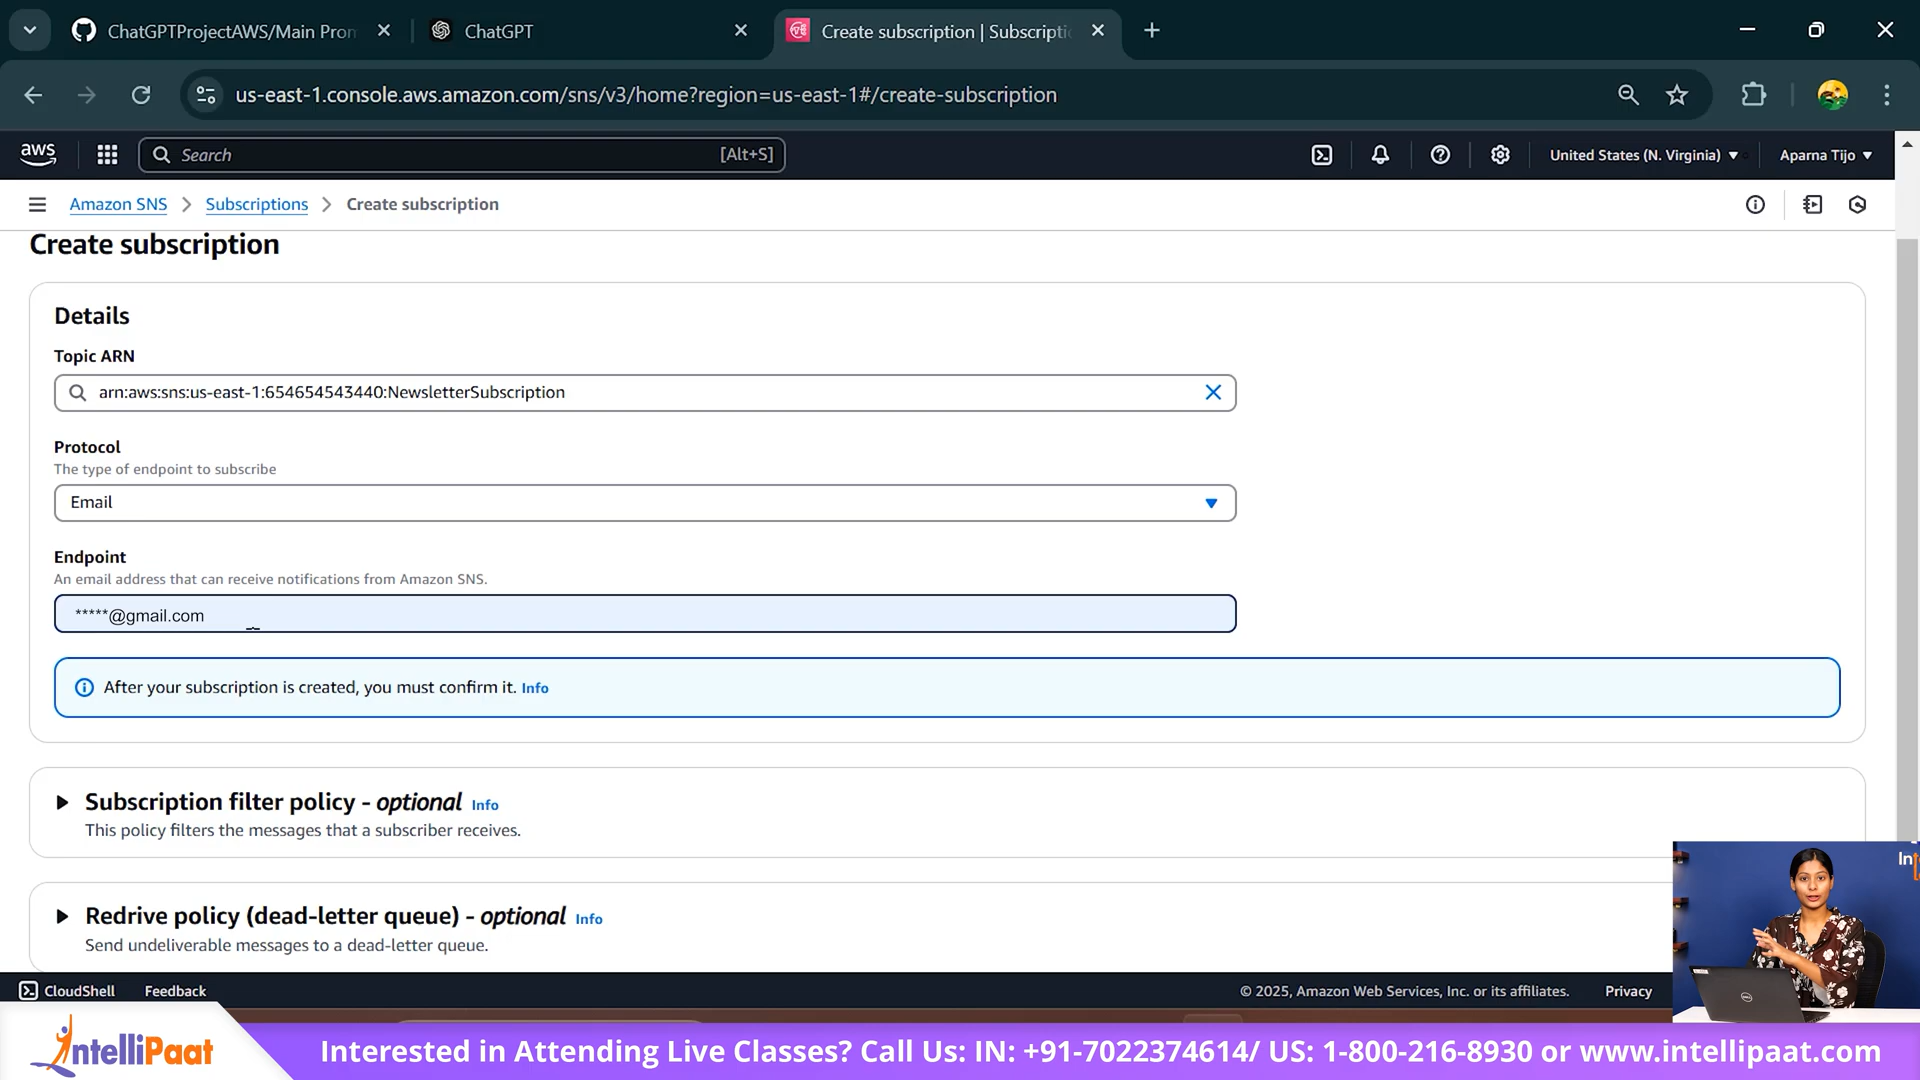 ChatGPTProjectAWS/Main Pron
ChatGPT
Create subscription | Subscripti
us-east-1.console.aws.amazon.com/sns/v3/home?region=us-east-1#/create-subscription
aws
Search
[Alt+S]
United States (N. Virginia)
Aparna Tijo
Amazon SNS > Subscriptions > Create subscription
Create subscription
Details
Topic ARN
arn:aws:sns:us-east-1:654654543440:NewsletterSubscription
Protocol
The type of endpoint to subscribe
Email
Endpoint
An email address that can receive notifications from Amazon SNS.
*****@gmail.com
After your subscription is created, you must confirm it. Info
Subscription filter policy - optional Info
This policy filters the messages that a subscriber receives.
Redrive policy (dead-letter queue) - optional Info
Send undeliverable messages to a dead-letter queue.
CloudShell
Feedback
© 2025, Amazon Web Services, Inc. or its affiliates.
Privacy
IntelliPaat
Interested in Attending Live Classes? Call Us: IN: +91-7022374614/ US: 1-800-216-8930 or www.intellipaat.com